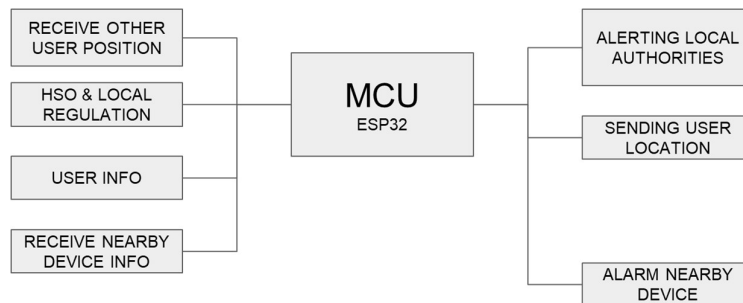 RECEIVE OTHER
USER POSITION
HSO & LOCAL
REGULATION
USER INFO
RECEIVE NEARBY
DEVICE INFO
MCU
ESP32
ALERTING LOCAL
AUTHORITIES
SENDING USER
LOCATION
ALARM NEARBY
DEVICE